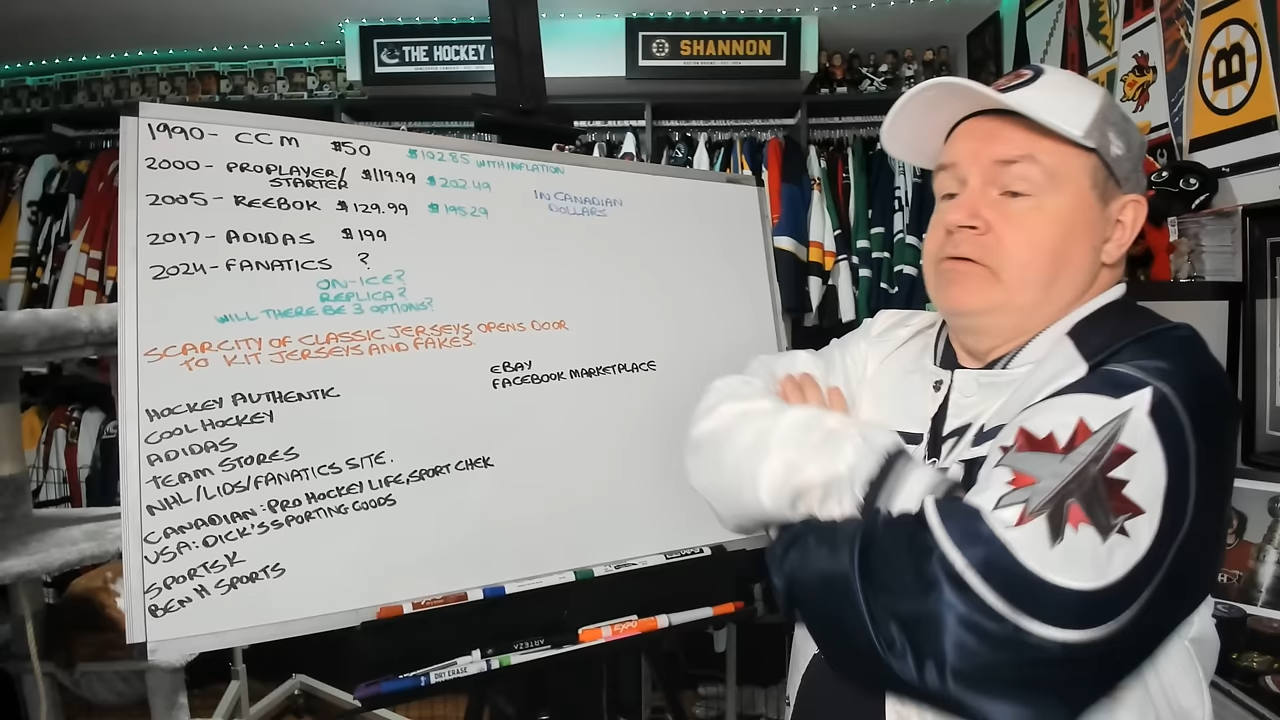 THE HOCKEY
SHANNON
1990- CCM $50 $102.85 WITH INFLATION
2000- PROPLAYER/
STARTER $119.99 $202.49
2005- REEBOK $129.99 $195.29
IN CANADIAN
DOLLARS
2017- ADIDAS $199
2024- FANATICS ?
ON-ICE?
REPLICA?
WILL THERE BE 3 OPTIONS?
SCARCITY OF CLASSIC JERSEYS OPENS DOOR
TO KIT JERSEYS AND FAKES.
EBAY
FACEBOOK MARKETPLACE
HOCKEY AUTHENTIC
COOL HOCKEY
ADIDAS
TEAM STORES
NHL/LIDS/FANATICS SITE.
CANADIAN: PRO HOCKEY LIFE, SPORT CHEK
USA: DICK'S SPORTING GOODS
SPORTSK
BEN H SPORTS
EXPO
ARTEZA
DRY ERASE
B